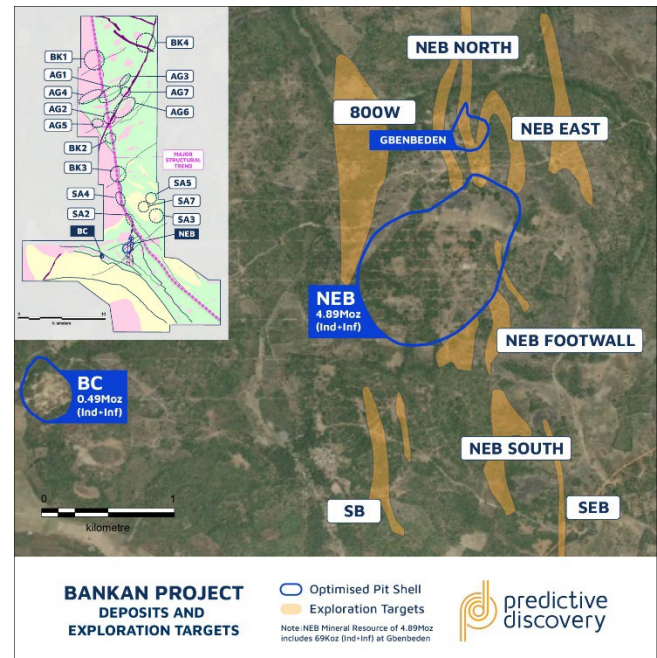 BK4
BK1
AG1
AG3
AG4
AG7
AG2
AG6
AG5
BK2
MAJOR
STRUCTURAL
TREND
BK3
SA5
SA4
SA7
SA2
SA3
BC
NEB
NEB NORTH
800W
GBENBEDEN
NEB EAST
NEB
4.89Moz
(Ind+Inf)
NEB FOOTWALL
BC
0.49Moz
(Ind+Inf)
NEB SOUTH
SB
SEB
0 1
kilometre
BANKAN PROJECT
DEPOSITS AND
EXPLORATION TARGETS
Optimised Pit Shell
Exploration Targets
Note: NEB Mineral Resource of 4.89Moz
includes 69Koz (Ind+Inf) at Gbenbeden
predictive
discovery